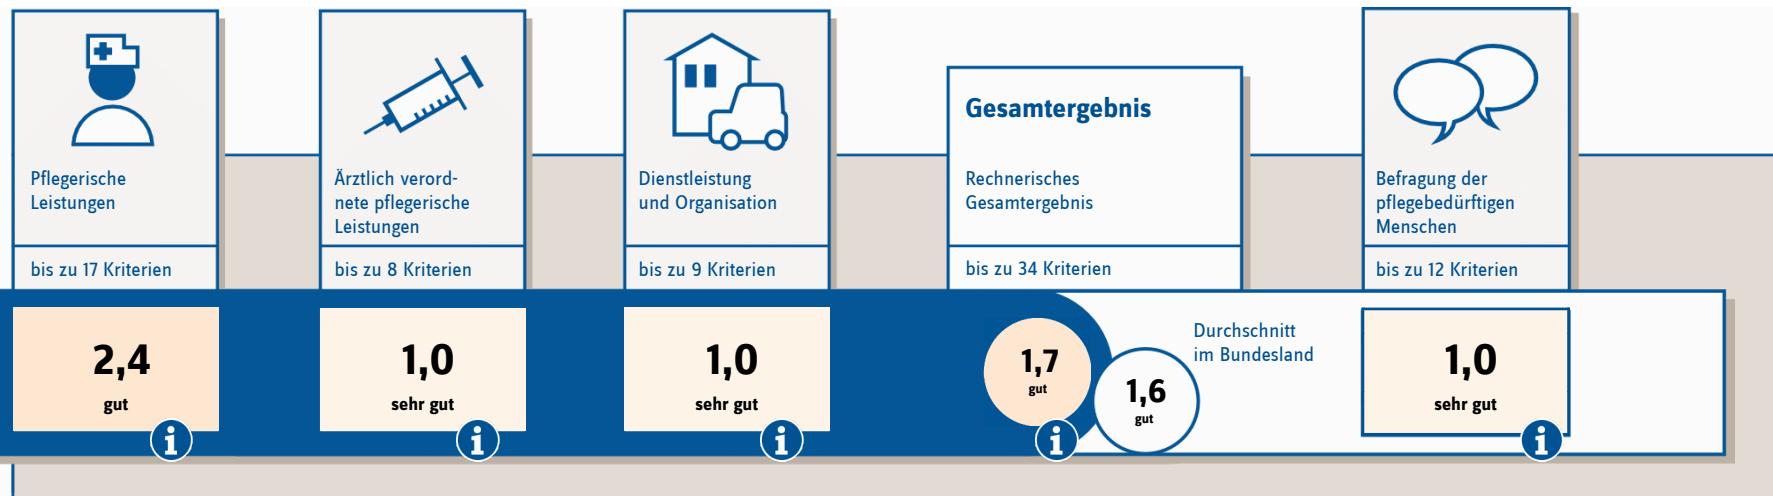 Pflegerische
Leistungen
bis zu 17 Kriterien
2,4
gut
i
Ärztlich verord-
nete pflegerische
Leistungen
bis zu 8 Kriterien
1,0
sehr gut
i
Dienstleistung
und Organisation
bis zu 9 Kriterien
1,0
sehr gut
i
Gesamtergebnis
Rechnerisches
Gesamtergebnis
bis zu 34 Kriterien
1,7
gut
i
1,6
gut
Durchschnitt
im Bundesland
Befragung der
pflegebedürftigen
Menschen
bis zu 12 Kriterien
1,0
sehr gut
i